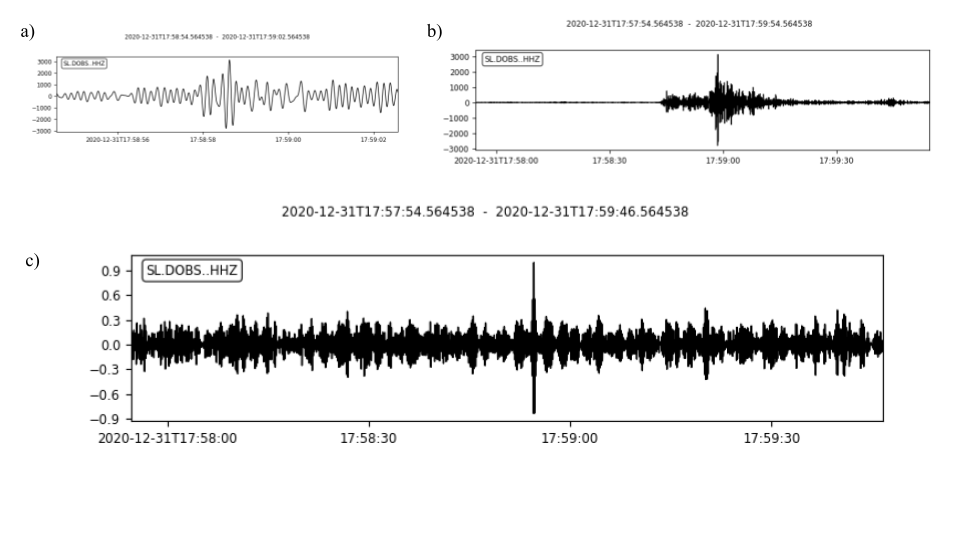 a)
2020-12-31T17:58:54.564538 - 2020-12-31T17:59:02.564538
SL.DOBS..HHZ
3000
2000
1000
0
−1000
−2000
−3000
2020-12-31T17:58:56 17:58:58 17:59:00 17:59:02
b)
2020-12-31T17:57:54.564538 - 2020-12-31T17:59:54.564538
SL.DOBS..HHZ
3000
2000
1000
0
−1000
−2000
−3000
2020-12-31T17:58:00 17:58:30 17:59:00 17:59:30
c)
2020-12-31T17:57:54.564538 - 2020-12-31T17:59:46.564538
SL.DOBS..HHZ
0.9
0.6
0.3
0.0
−0.3
−0.6
−0.9
2020-12-31T17:58:00 17:58:30 17:59:00 17:59:30